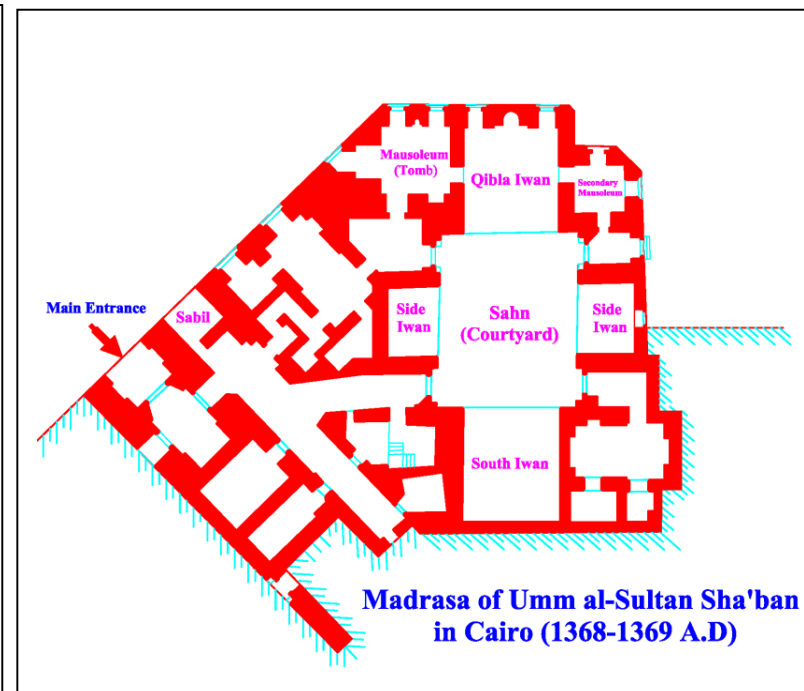 Mausoleum
(Tomb)
Qibla Iwan
Secondary
Mausoleum
Main Entrance
Sabil
Side
Iwan
Sahn
(Courtyard)
Side
Iwan
South Iwan
Madrasa of Umm al-Sultan Sha'ban
in Cairo (1368-1369 A.D)